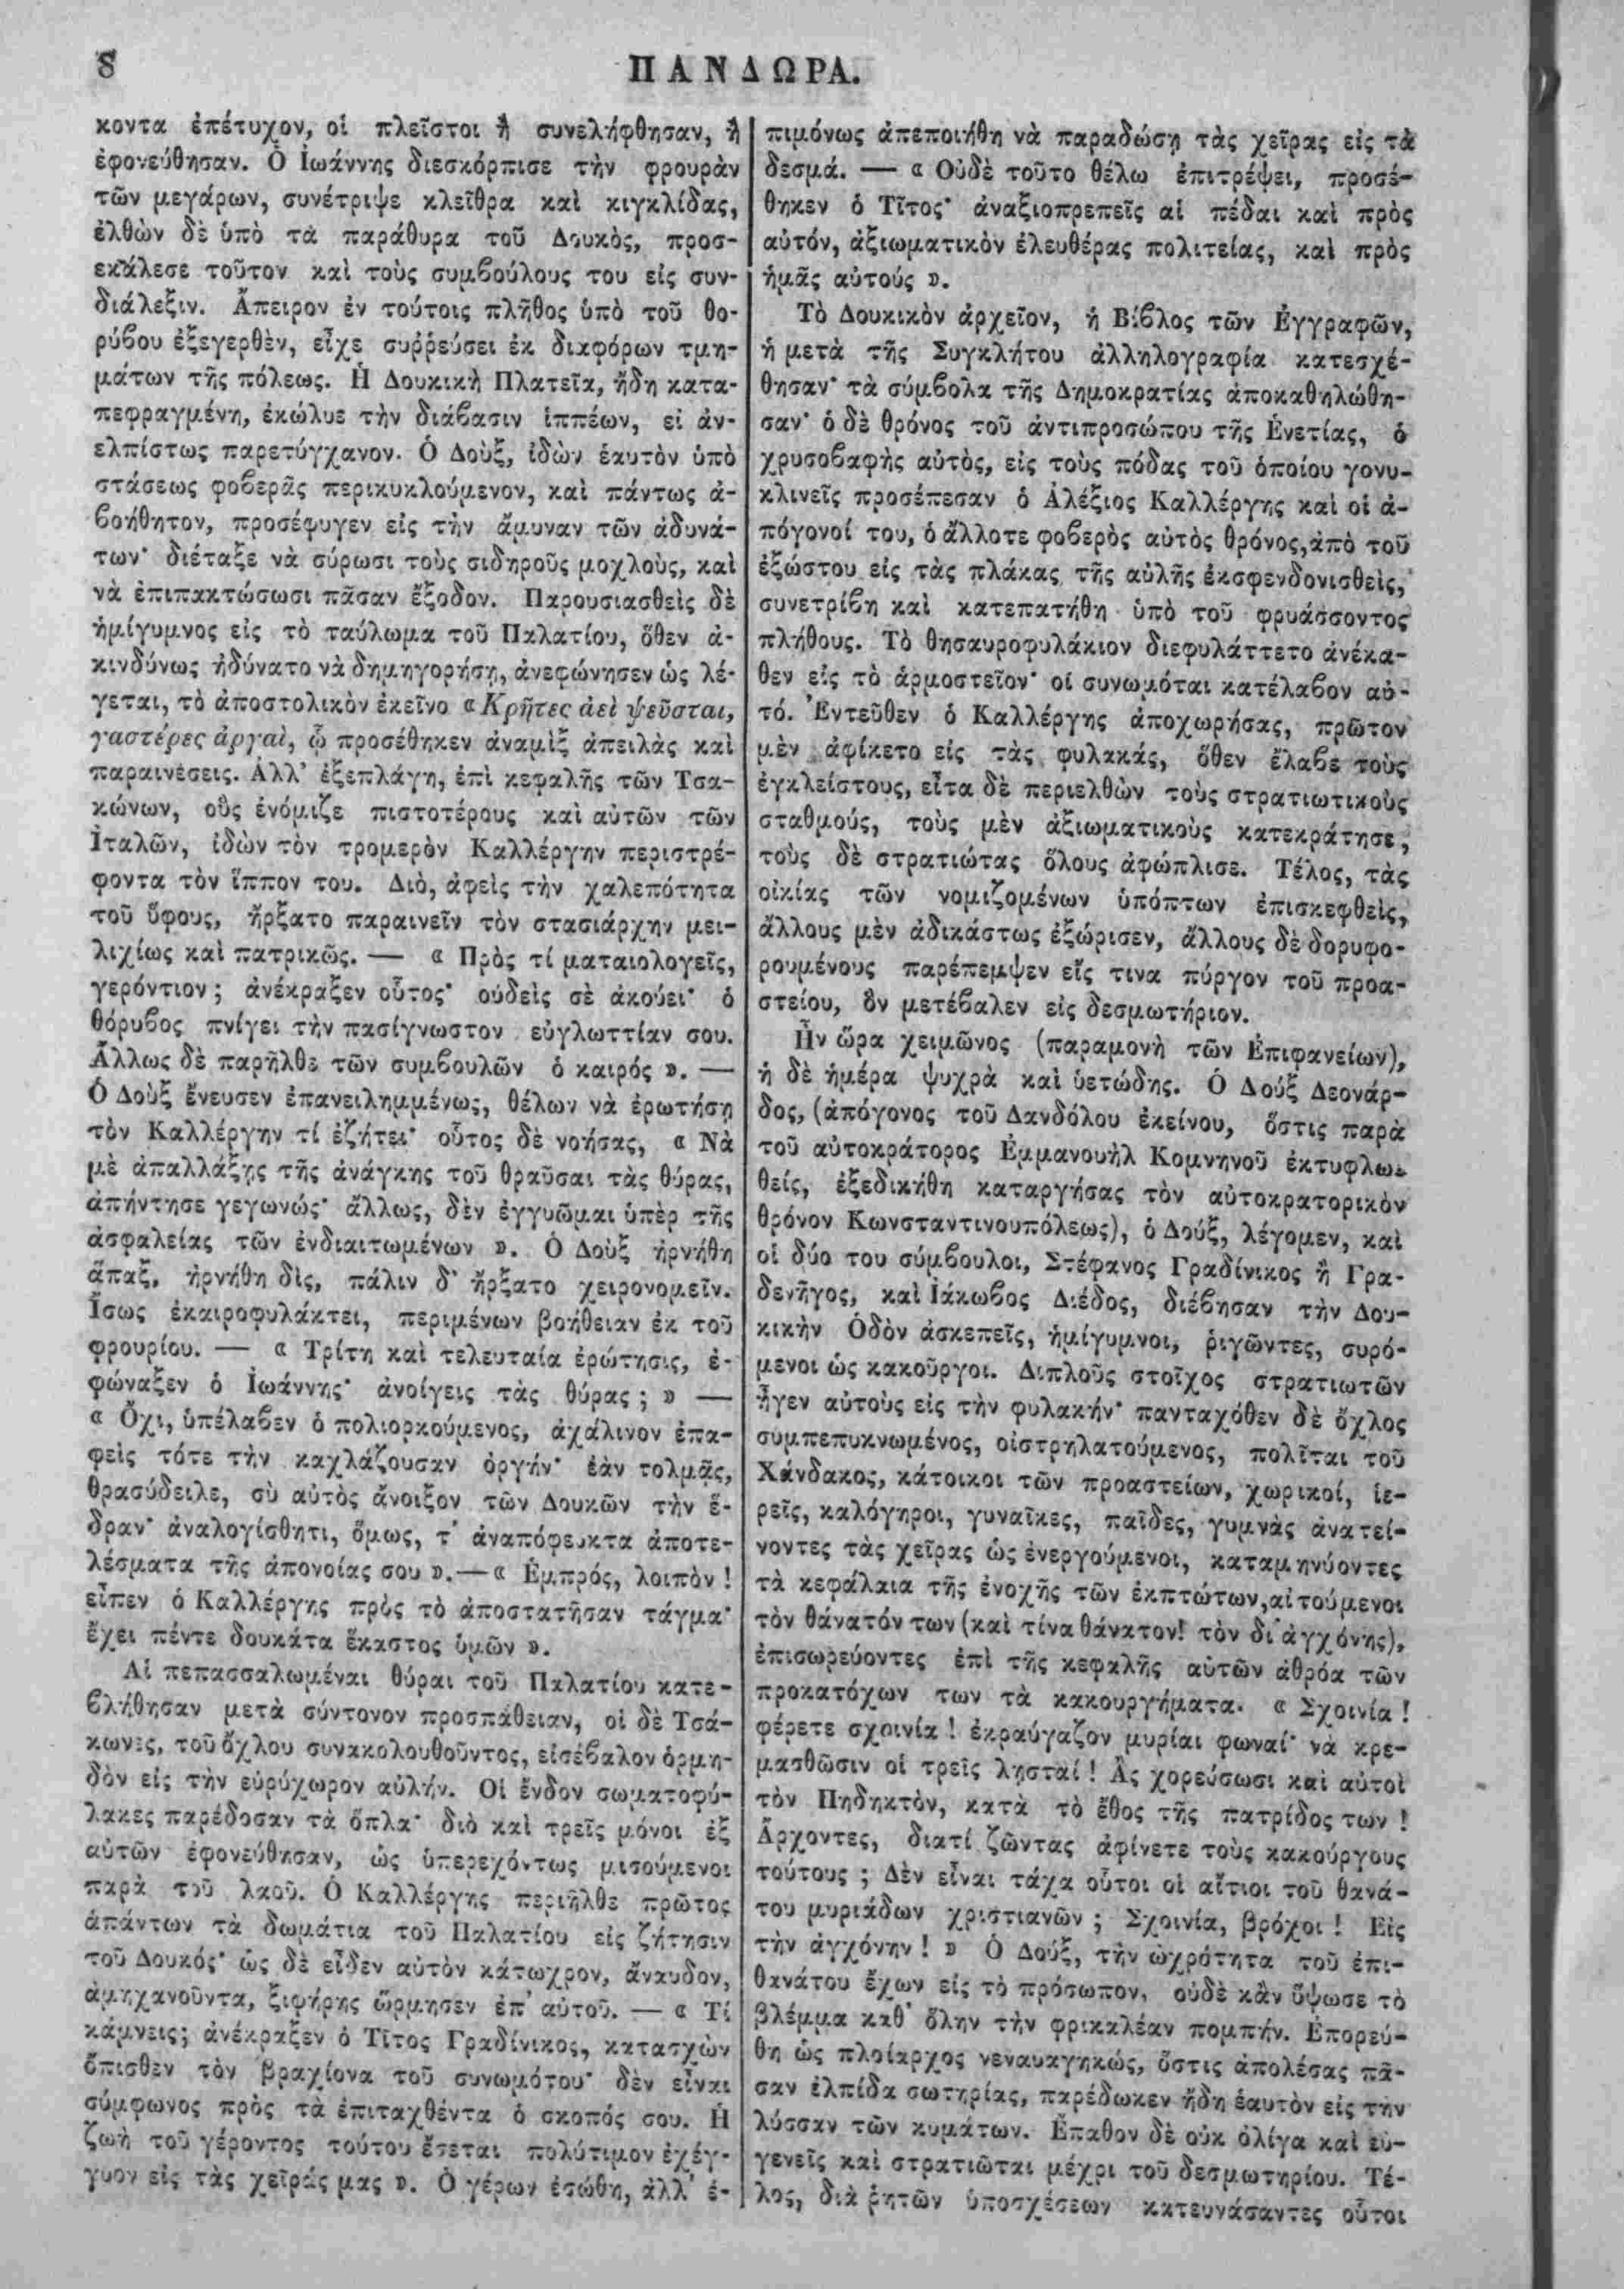 8
ΠΑΝΔΩΡΑ.
κοντα ἐπέτυχον, οἱ πλεῖστοι ἢ συνελήφθησαν, ἢ
ἐφονεύθησαν. Ὁ Ἰωάννης διεσκόρπισε τὴν φρουρὰν
τῶν μεγάρων, συνέτριψε κλεῖθρα καὶ κιγκλίδας,
ἐλθὼν δὲ ὑπὸ τὰ παράθυρα τοῦ Δουκὸς, προσ-
εκάλεσε τοῦτον καὶ τοὺς συμβούλους του εἰς συν-
διάλεξιν. Ἄπειρον ἐν τούτοις πλῆθος ὑπὸ τοῦ θο-
ρύβου ἐξεγερθὲν, εἶχε συῤῥεύσει ἐκ διαφόρων τμη-
μάτων τῆς πόλεως. Ἡ Δουκικὴ Πλατεῖα, ἤδη κατα-
πεφραγμένη, ἐκώλυε τὴν διάβασιν ἱππέων, εἰ ἀν-
ελπίστως παρετύγχανον. Ὁ Δοὺξ, ἰδὼν ἑαυτὸν ὑπὸ
στάσεως φοβερᾶς περικυκλούμενον, καὶ πάντως ἀ-
βοήθητον, προσέφυγεν εἰς τὴν ἄμυναν τῶν ἀδυνά-
των· διέταξε νὰ σύρωσι τοὺς σιδηροῦς μοχλοὺς, καὶ
νὰ ἐπιπακτώσωσι πᾶσαν ἔξοδον. Παρουσιασθεὶς δὲ
ἡμίγυμνος εἰς τὸ ταύλωμα τοῦ Παλατίου, ὅθεν ἀ-
κινδύνως ἠδύνατο νὰ δημηγορήσῃ, ἀνεφώνησεν ὡς λέ-
γεται, τὸ ἀποστολικὸν ἐκεῖνο « Κρῆτες ἀεὶ ψεῦσται,
γαστέρες ἀργαὶ, ᾧ προσέθηκεν ἀναμὶξ ἀπειλὰς καὶ
παραινέσεις. Ἀλλ’ ἐξεπλάγη, ἐπὶ κεφαλῆς τῶν Τσα-
κώνων, οὓς ἐνόμιζε πιστοτέρους καὶ αὐτῶν τῶν
Ἰταλῶν, ἰδὼν τὸν τρομερὸν Καλλέργην περιστρέ-
φοντα τὸν ἵππον του. Διὸ, ἀφεὶς τὴν χαλεπότητα
τοῦ ὕφους, ἤρξατο παραινεῖν τὸν στασιάρχην μει-
λιχίως καὶ πατρικῶς. — « Πρὸς τί ματαιολογεῖς,
γερόντιον ; ἀνέκραξεν οὗτος· οὐδεὶς σὲ ἀκούει· ὁ
θόρυβος πνίγει τὴν πασίγνωστον εὐγλωττίαν σου.
Ἄλλως δὲ παρῆλθε τῶν συμβουλῶν ὁ καιρός ». —
Ὁ Δοὺξ ἔνευσεν ἐπανειλημμένως, θέλων νὰ ἐρωτήσῃ
τὸν Καλλέργην τί ἐζήτει· οὗτος δὲ νοήσας, « Νὰ
μὲ ἀπαλλάξῃς τῆς ἀνάγκης τοῦ θραῦσαι τὰς θύρας,
ἀπήντησε γεγωνώς· ἄλλως, δὲν ἐγγυῶμαι ὑπὲρ τῆς
ἀσφαλείας τῶν ἐνδιαιτωμένων ». Ὁ Δοὺξ ἠρνήθη
ἅπαξ, ἠρνήθη δὶς, πάλιν δ’ ἤρξατο χειρονομεῖν.
Ἴσως ἐκαιροφυλάκτει, περιμένων βοήθειαν ἐκ τοῦ
φρουρίου. — « Τρίτη καὶ τελευταία ἐρώτησις, ἐ-
φώναξεν ὁ Ἰωάννης· ἀνοίγεις τὰς θύρας ; » —
« Ὄχι, ὑπέλαβεν ὁ πολιορκούμενος, ἀχάλινον ἐπα-
φεὶς τότε τὴν καχλάζουσαν ὀργήν· ἐὰν τολμᾷς,
θρασύδειλε, σὺ αὐτὸς ἄνοιξον τῶν Δουκῶν τὴν ἕ-
δραν· ἀναλογίσθητι, ὅμως, τ’ ἀναπόφευκτα ἀποτε-
λέσματα τῆς ἀπονοίας σου ».—« Ἐμπρός, λοιπὸν !
εἶπεν ὁ Καλλέργης πρὸς τὸ ἀποστατῆσαν τάγμα·
ἔχει πέντε δουκάτα ἕκαστος ὑμῶν ».
Αἱ πεπασσαλωμέναι θύραι τοῦ Παλατίου κατε-
βλήθησαν μετὰ σύντονον προσπάθειαν, οἱ δὲ Τσά-
κωνες, τοῦ ὄχλου συνακολουθοῦντος, εἰσέβαλον ὁρμη-
δὸν εἰς τὴν εὐρύχωρον αὐλήν. Οἱ ἔνδον σωματοφύ-
λακες παρέδοσαν τὰ ὅπλα· διὸ καὶ τρεῖς μόνοι ἐξ
αὐτῶν ἐφονεύθησαν, ὡς ὑπερεχόντως μισούμενοι
παρὰ τοῦ λαοῦ. Ὁ Καλλέργης περιῆλθε πρῶτος
ἁπάντων τὰ δωμάτια τοῦ Παλατίου εἰς ζήτησιν
τοῦ Δουκός· ὡς δὲ εἶδεν αὐτὸν κάτωχρον, ἄναυδον,
ἀμηχανοῦντα, ξιφήρης ὥρμησεν ἐπ’ αὐτοῦ. — « Τί
κάμνεις; ἀνέκραξεν ὁ Τῖτος Γραδίνικος, κατασχὼν
ὄπισθεν τὸν βραχίονα τοῦ συνωμότου· δὲν εἶναι
σύμφωνος πρὸς τὰ ἐπιταχθέντα ὁ σκοπός σου. Ἡ
ζωὴ τοῦ γέροντος τούτου ἔσεται πολύτιμον ἐχέγ-
γυον εἰς τὰς χεῖράς μας ». Ὁ γέρων ἐσώθη, ἀλλ’ ἐ-
πιμόνως ἀπεποιήθη νὰ παραδώσῃ τὰς χεῖρας εἰς τὰ
δεσμά. — « Οὐδὲ τοῦτο θέλω ἐπιτρέψει, προσέ-
θηκεν ὁ Τῖτος· ἀναξιοπρεπεῖς αἱ πέδαι καὶ πρὸς
αὐτόν, ἀξιωματικὸν ἐλευθέρας πολιτείας, καὶ πρὸς
ἡμᾶς αὐτούς ».
Τὸ Δουκικὸν ἀρχεῖον, ἡ Βίβλος τῶν Ἐγγραφῶν,
ἡ μετὰ τῆς Συγκλήτου ἀλληλογραφία κατεσχέ-
θησαν· τὰ σύμβολα τῆς Δημοκρατίας ἀποκαθηλώθη-
σαν· ὁ δὲ θρόνος τοῦ ἀντιπροσώπου τῆς Ἑνετίας, ὁ
χρυσοβαφὴς αὐτὸς, εἰς τοὺς πόδας τοῦ ὁποίου γονυ-
κλινεῖς προσέπεσαν ὁ Ἀλέξιος Καλλέργης καὶ οἱ ἀ-
πόγονοί του, ὁ ἄλλοτε φοβερὸς αὐτὸς θρόνος, ἀπὸ τοῦ
ἐξώστου εἰς τὰς πλάκας τῆς αὐλῆς ἐκσφενδονισθεὶς,
συνετρίβη καὶ κατεπατήθη ὑπὸ τοῦ φρυάσσοντος
πλήθους. Τὸ θησαυροφυλάκιον διεφυλάττετο ἀνέκα-
θεν εἰς τὸ ἁρμοστεῖον· οἱ συνωμόται κατέλαβον αὐ-
τό. Ἐντεῦθεν ὁ Καλλέργης ἀποχωρήσας, πρῶτον
μὲν ἀφίκετο εἰς τὰς φυλακάς, ὅθεν ἔλαβε τοὺς
ἐγκλείστους, εἶτα δὲ περιελθὼν τοὺς στρατιωτικοὺς
σταθμούς, τοὺς μὲν ἀξιωματικοὺς κατεκράτησε,
τοὺς δὲ στρατιώτας ὅλους ἀφώπλισε. Τέλος, τὰς
οἰκίας τῶν νομιζομένων ὑπόπτων ἐπισκεφθεὶς,
ἄλλους μὲν ἀδικάστως ἐξώρισεν, ἄλλους δὲ δορυφο-
ρουμένους παρέπεμψεν εἴς τινα πύργον τοῦ προα-
στείου, ὃν μετέβαλεν εἰς δεσμωτήριον.
Ἦν ὥρα χειμῶνος (παραμονὴ τῶν Ἐπιφανείων),
ἡ δὲ ἡμέρα ψυχρὰ καὶ ὑετώδης. Ὁ Δοὺξ Λεονάρ-
δος, (ἀπόγονος τοῦ Δανδόλου ἐκείνου, ὅστις παρὰ
τοῦ αὐτοκράτορος Ἐμμανουὴλ Κομνηνοῦ ἐκτυφλω-
θείς, ἐξεδικήθη καταργήσας τὸν αὐτοκρατορικὸν
θρόνον Κωνσταντινουπόλεως), ὁ Δοὺξ, λέγομεν, καὶ
οἱ δύο του σύμβουλοι, Στέφανος Γραδίνικος ἢ Γρα-
δενῆγος, καὶ Ἰάκωβος Διέδος, διέβησαν τὴν Δου-
κικὴν Ὁδὸν ἀσκεπεῖς, ἡμίγυμνοι, ῥιγῶντες, συρό-
μενοι ὡς κακοῦργοι. Διπλοῦς στοῖχος στρατιωτῶν
ἦγεν αὐτοὺς εἰς τὴν φυλακήν· πανταχόθεν δὲ ὄχλος
συμπεπυκνωμένος, οἰστρηλατούμενος, πολῖται τοῦ
Χάνδακος, κάτοικοι τῶν προαστείων, χωρικοί, ἱε-
ρεῖς, καλόγηροι, γυναῖκες, παῖδες, γυμνὰς ἀνατεί-
νοντες τὰς χεῖρας ὡς ἐνεργούμενοι, καταμηνύοντες
τὰ κεφάλαια τῆς ἐνοχῆς τῶν ἐκπτώτων, αἰτούμενοι
τὸν θάνατόν των (καὶ τίνα θάνατον! τὸν δι’ ἀγχόνης),
ἐπισωρεύοντες ἐπὶ τῆς κεφαλῆς αὐτῶν ἀθρόα τῶν
προκατόχων των τὰ κακουργήματα. « Σχοινία !
φέρετε σχοινία ! ἐκραύγαζον μυρίαι φωναί· νὰ κρε-
μασθῶσιν οἱ τρεῖς λῃσταί ! Ἂς χορεύσωσι καὶ αὐτοὶ
τὸν Πηδηκτὸν, κατὰ τὸ ἔθος τῆς πατρίδος των !
Ἄρχοντες, διατί ζῶντας ἀφίνετε τοὺς κακούργους
τούτους ; Δὲν εἶναι τάχα οὗτοι οἱ αἴτιοι τοῦ θανά-
του μυριάδων χριστιανῶν ; Σχοινία, βρόχοι ! Εἰς
τὴν ἀγχόνην ! » Ὁ Δούξ, τὴν ὠχρότητα τοῦ ἐπι-
θανάτου ἔχων εἰς τὸ πρόσωπον, οὐδὲ κἂν ὕψωσε τὸ
βλέμμα καθ’ ὅλην τὴν φρικαλέαν πομπήν. Ἐπορεύ-
θη ὡς πλοίαρχος νεναυαγηκώς, ὅστις ἀπολέσας πᾶ-
σαν ἐλπίδα σωτηρίας, παρέδωκεν ἤδη ἑαυτὸν εἰς τὴν
λύσσαν τῶν κυμάτων. Ἔπαθον δὲ οὐκ ὀλίγα καὶ εὐ-
γενεῖς καὶ στρατιῶται μέχρι τοῦ δεσμωτηρίου. Τέ-
λος, διὰ ῥητῶν ὑποσχέσεων κατευνάσαντες οὗτοι